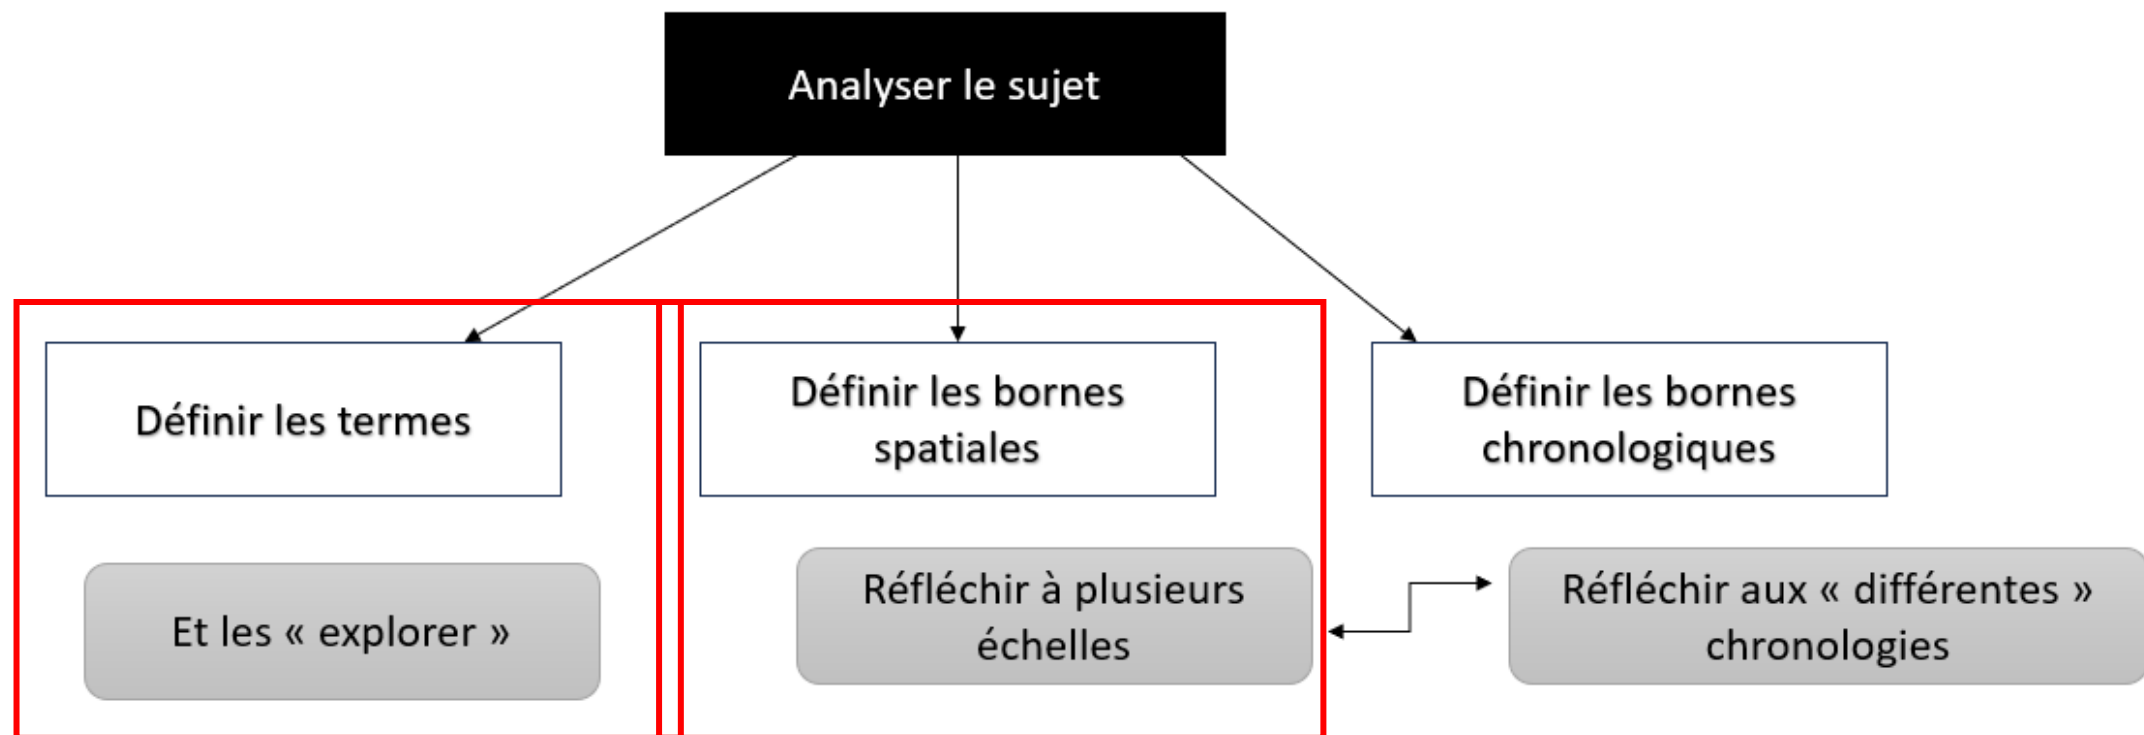 Analyser le sujet
Définir les termes
Définir les bornes
spatiales
Définir les bornes
chronologiques
Et les « explorer »
Réfléchir à plusieurs
échelles
Réfléchir aux « différentes »
chronologies